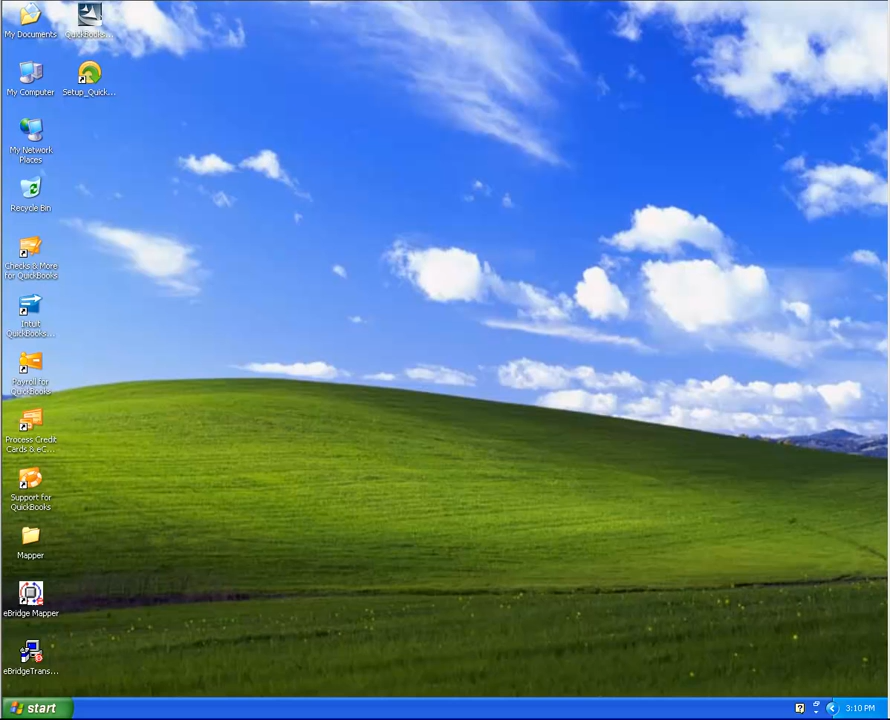 My Documents
QuickBooks...
My Computer
Setup_Quick...
My Network
Places
Recycle Bin
Checks & More
for QuickBooks
Intuit
QuickBooks...
Payroll for
QuickBooks
Process Credit
Cards & eC...
Support for
QuickBooks
Mapper
eBridge Mapper
eBridgeTrans...
start
3:10 PM